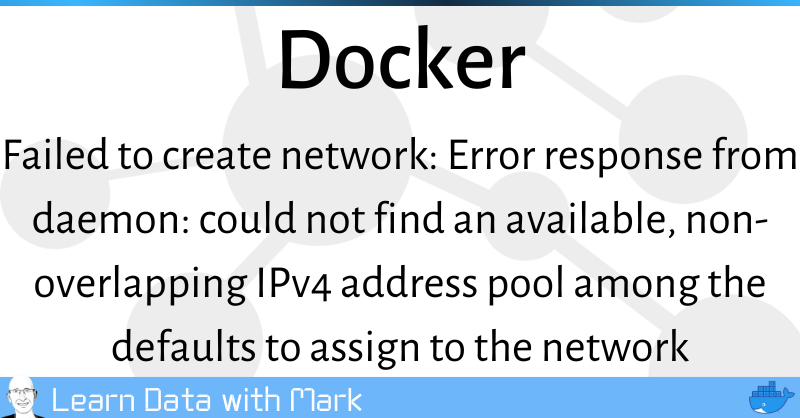 Docker
Failed to create network: Error response from
daemon: could not find an available, non-
overlapping IPv4 address pool among the
defaults to assign to the network
Learn Data with Mark